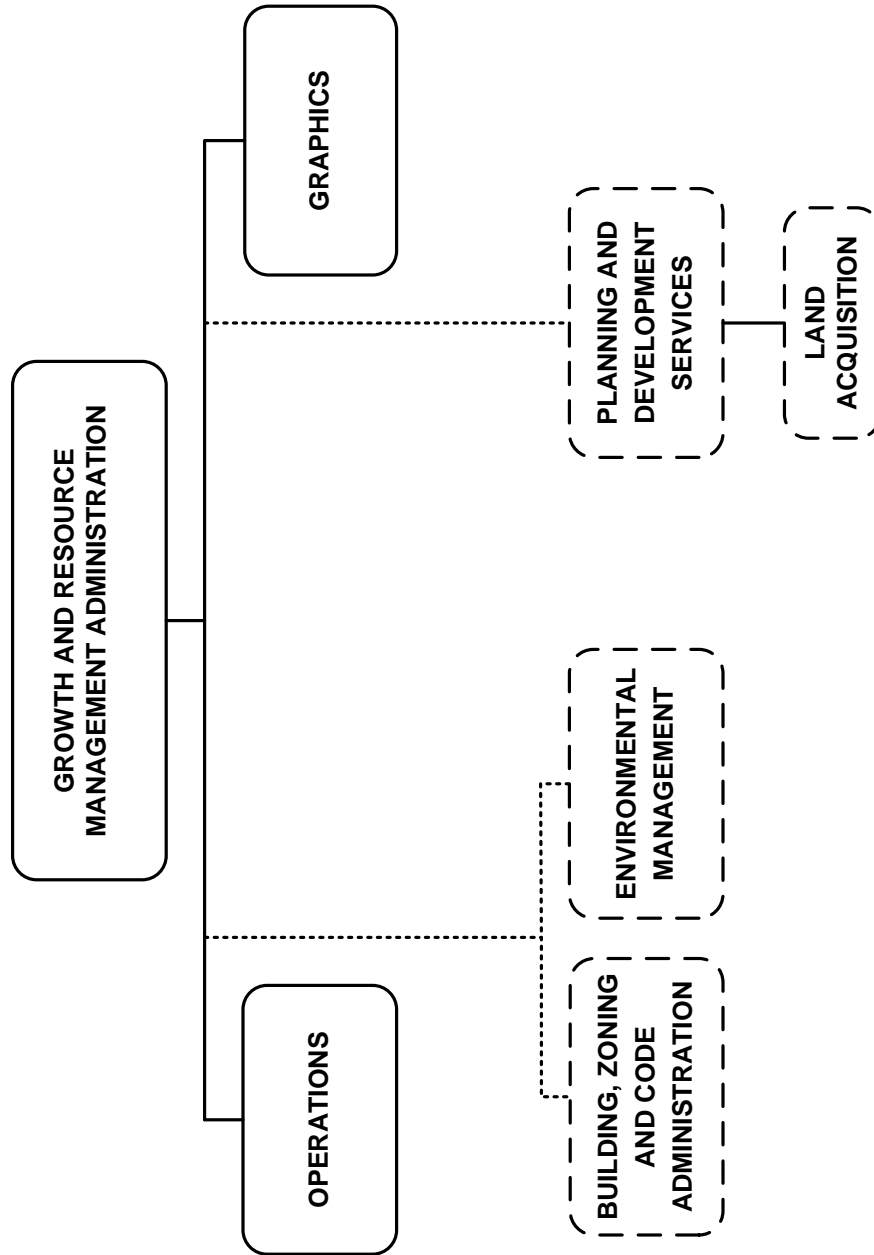 GROWTH AND RESOURCE
MANAGEMENT ADMINISTRATION
OPERATIONS
GRAPHICS
BUILDING, ZONING
AND CODE
ADMINISTRATION
ENVIRONMENTAL
MANAGEMENT
PLANNING AND
DEVELOPMENT
SERVICES
LAND
ACQUISITION